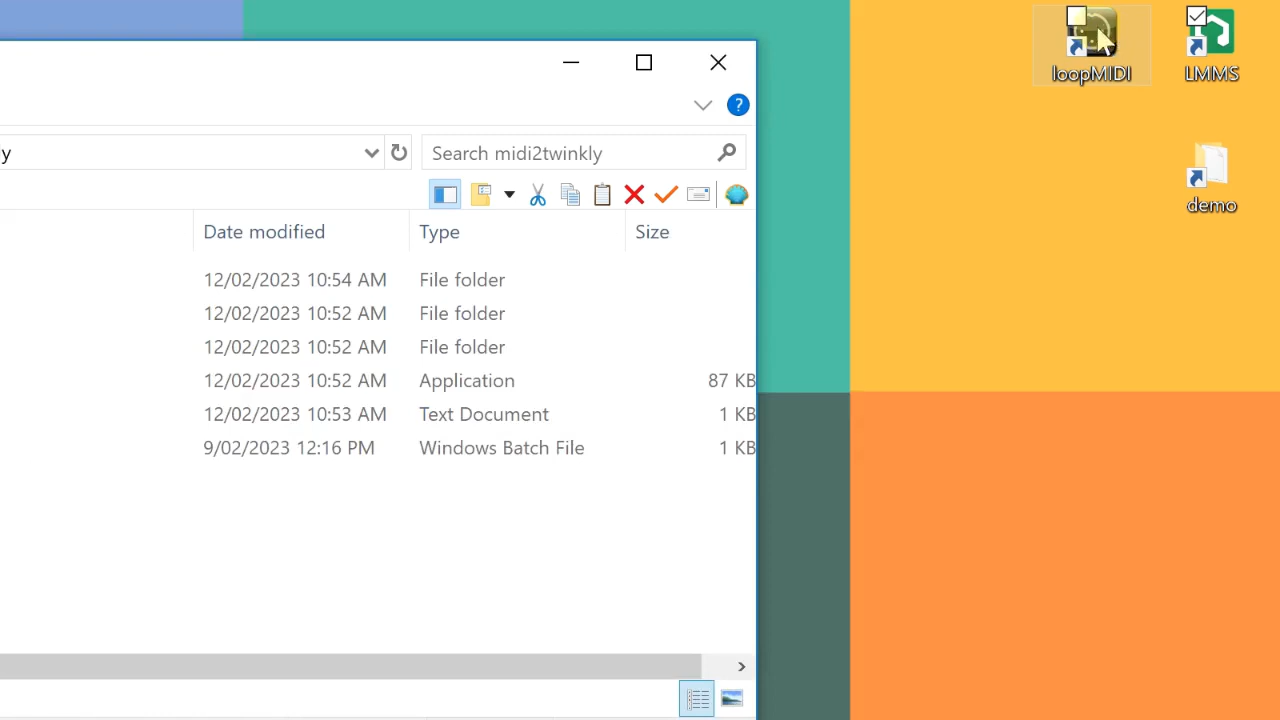 loopMIDI
LMMS
demo
?
y
Search midi2twinkly
Date modified Type Size
12/02/2023 10:54 AM File folder
12/02/2023 10:52 AM File folder
12/02/2023 10:52 AM File folder
12/02/2023 10:52 AM Application 87 KB
12/02/2023 10:53 AM Text Document 1 KB
9/02/2023 12:16 PM Windows Batch File 1 KB